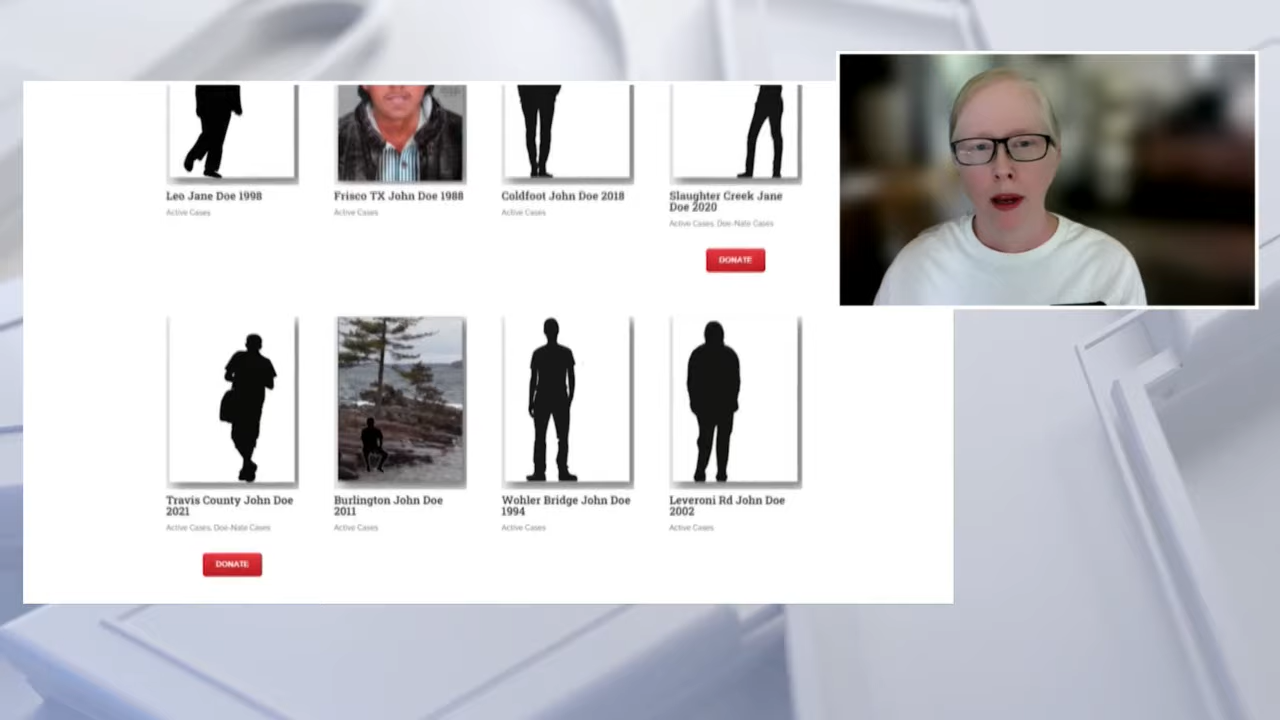 Leo Jane Doe 1998
Frisco TX John Doe 1988
Coldfoot John Doe 2018
Slaughter Creek Jane
Doe 2020
Active Cases
Active Cases
Active Cases
Active Cases, Doe-Nate Cases
DONATE
Travis County John Doe
2021
Burlington John Doe
2011
Wohler Bridge John Doe
1994
Leveroni Rd John Doe
2002
Active Cases, Doe-Nate Cases
Active Cases
Active Cases
Active Cases
DONATE